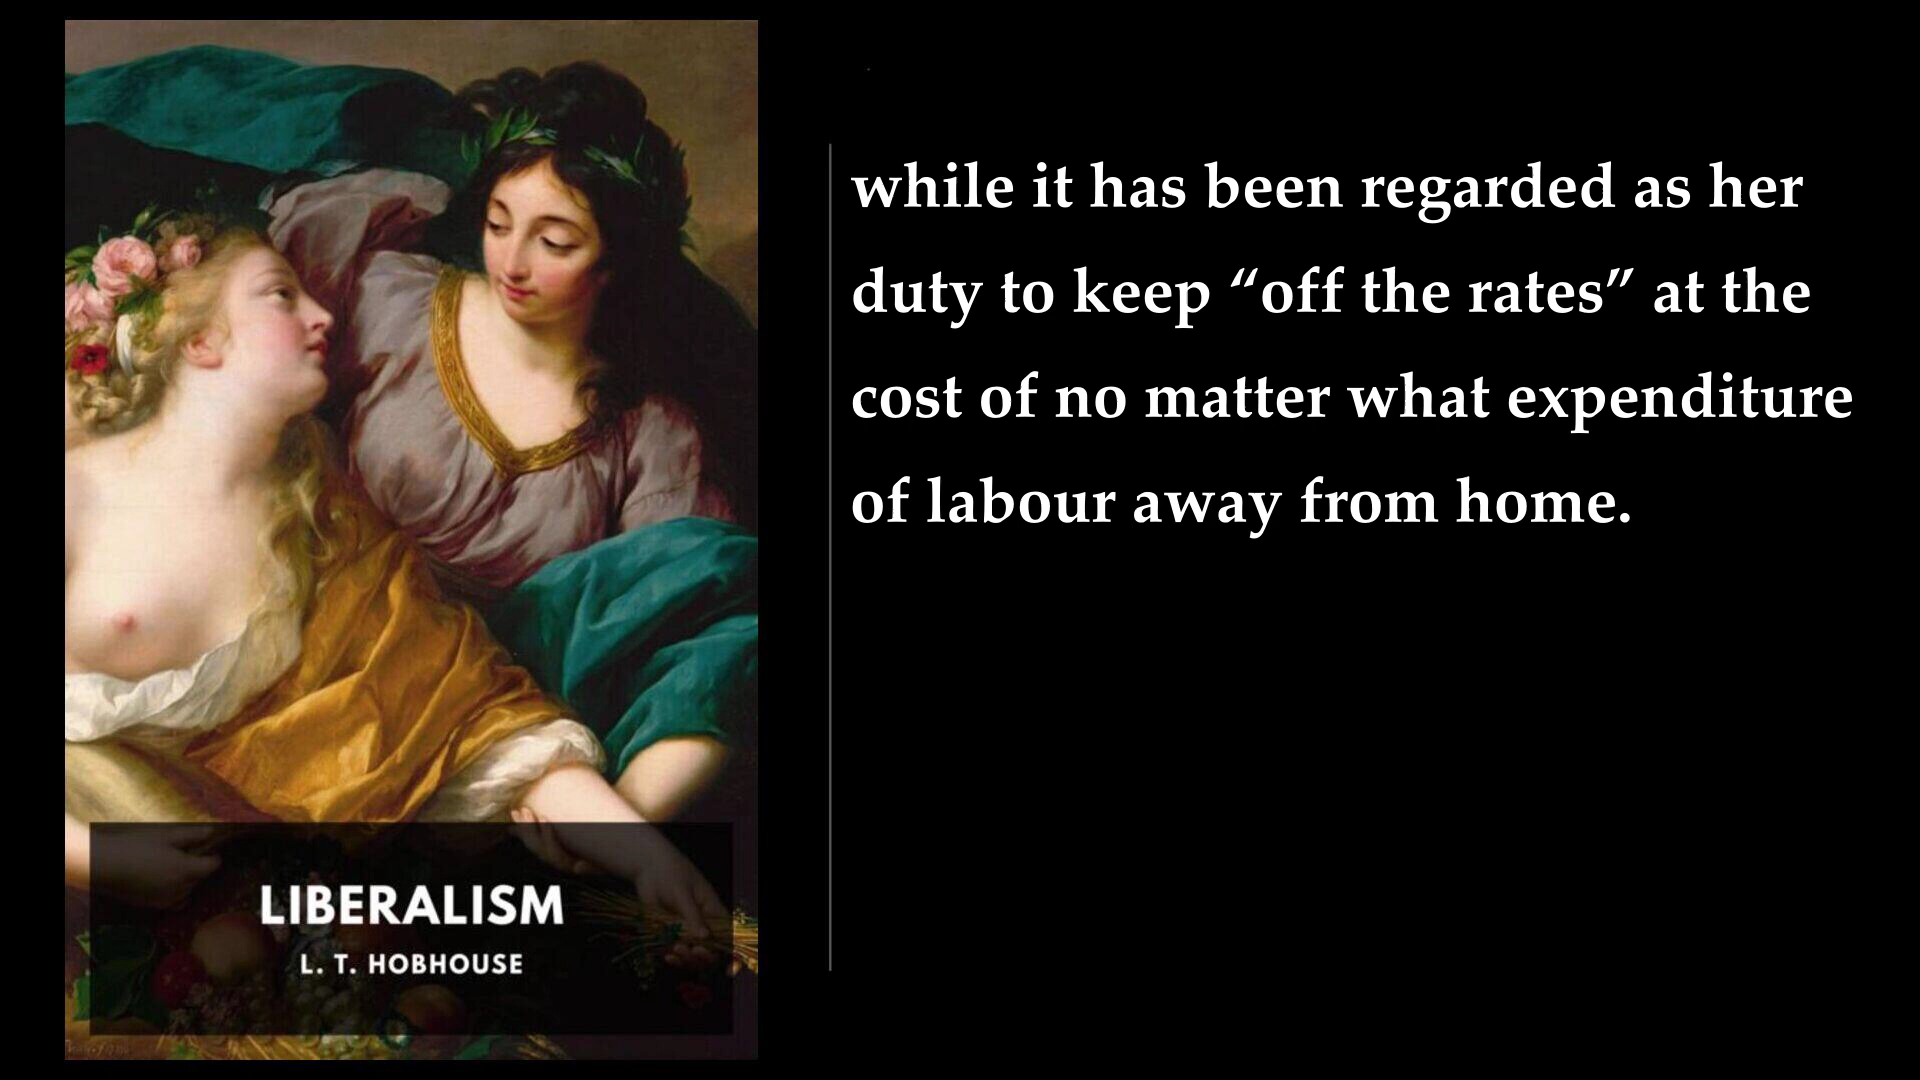 while it has been regarded as her
duty to keep “off the rates” at the
cost of no matter what expenditure
of labour away from home.
LIBERALISM
L. T. HOBHOUSE